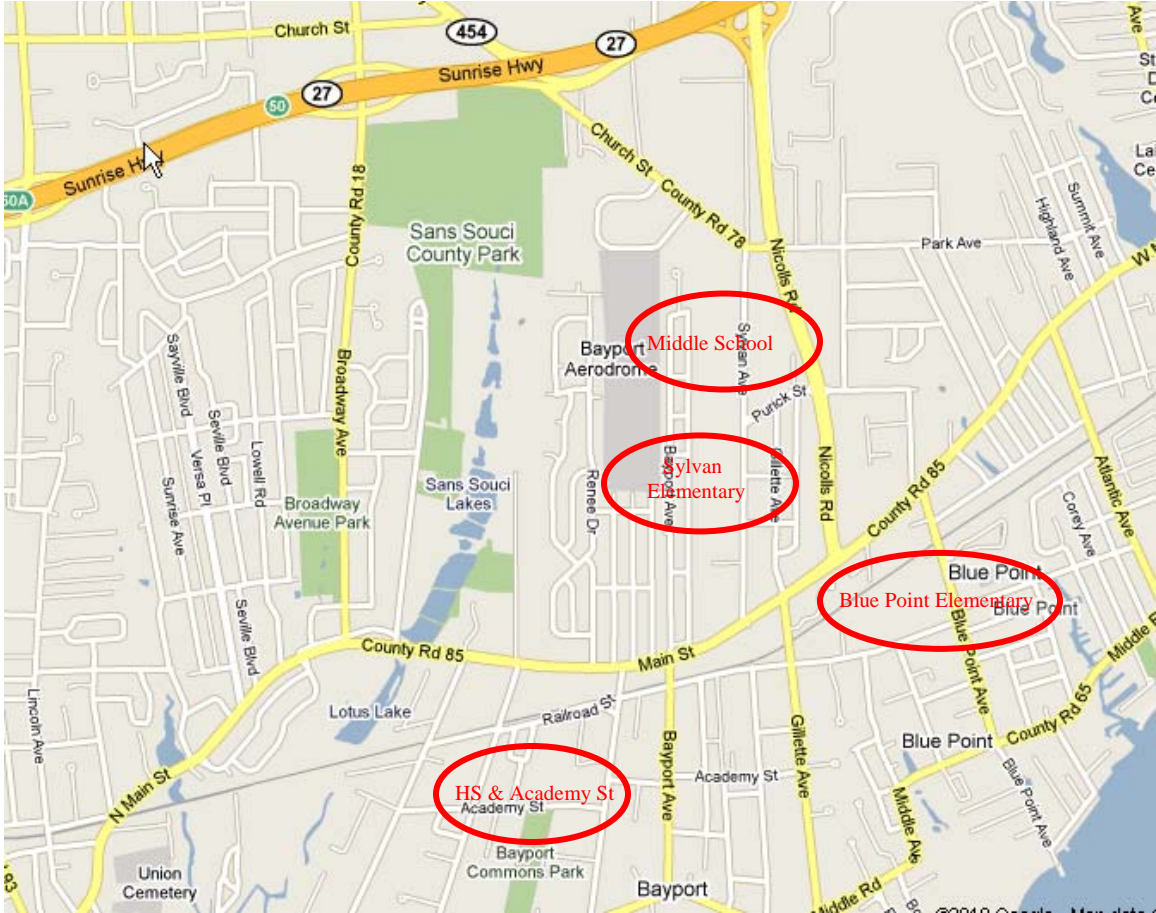 Church St
454
27
Sunrise Hwy
50
27
Sunrise
50A
County Rd 18
Church St
County Rd 78
Nicolls Rd
Park Ave
Highland Ave
Summit Ave
Sans Souci
County Park
Sayville Blvd
Seville Blvd
Versa Pl
Sunrise Ave
Lowell Rd
Broadway Ave
Bayport
Aerodrome
Middle School
Sylvan Ave
Purick St
Broadway
Avenue Park
Sans Souci
Lakes
Renee Dr
Bayport Ave
Sylvan
Elementary
Gillette Ave
Nicolls Rd
County Rd 85
Corey Ave
Atlantic Ave
Blue Point
Blue Point Elementary
Blue Point
Seville Blvd
County Rd 85
Main St
Blue Point Ave
Middle
County Rd 65
Lincoln Ave
Lotus Lake
Railroad St
Gillette Ave
Blue Point
N Main St
HS & Academy St
Academy St
Bayport Ave
Academy St
Middle Ave
Blue Point Ave
Union
Cemetery
Bayport
Commons Park
Bayport
Middle Rd
93